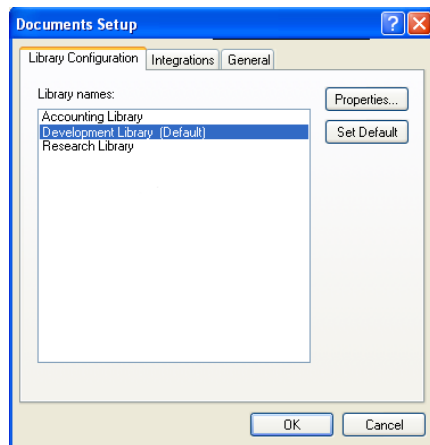 Documents Setup
Library Configuration Integrations General
Library names:
Properties...
Accounting Library
Development Library (Default)
Set Default
Research Library
OK Cancel